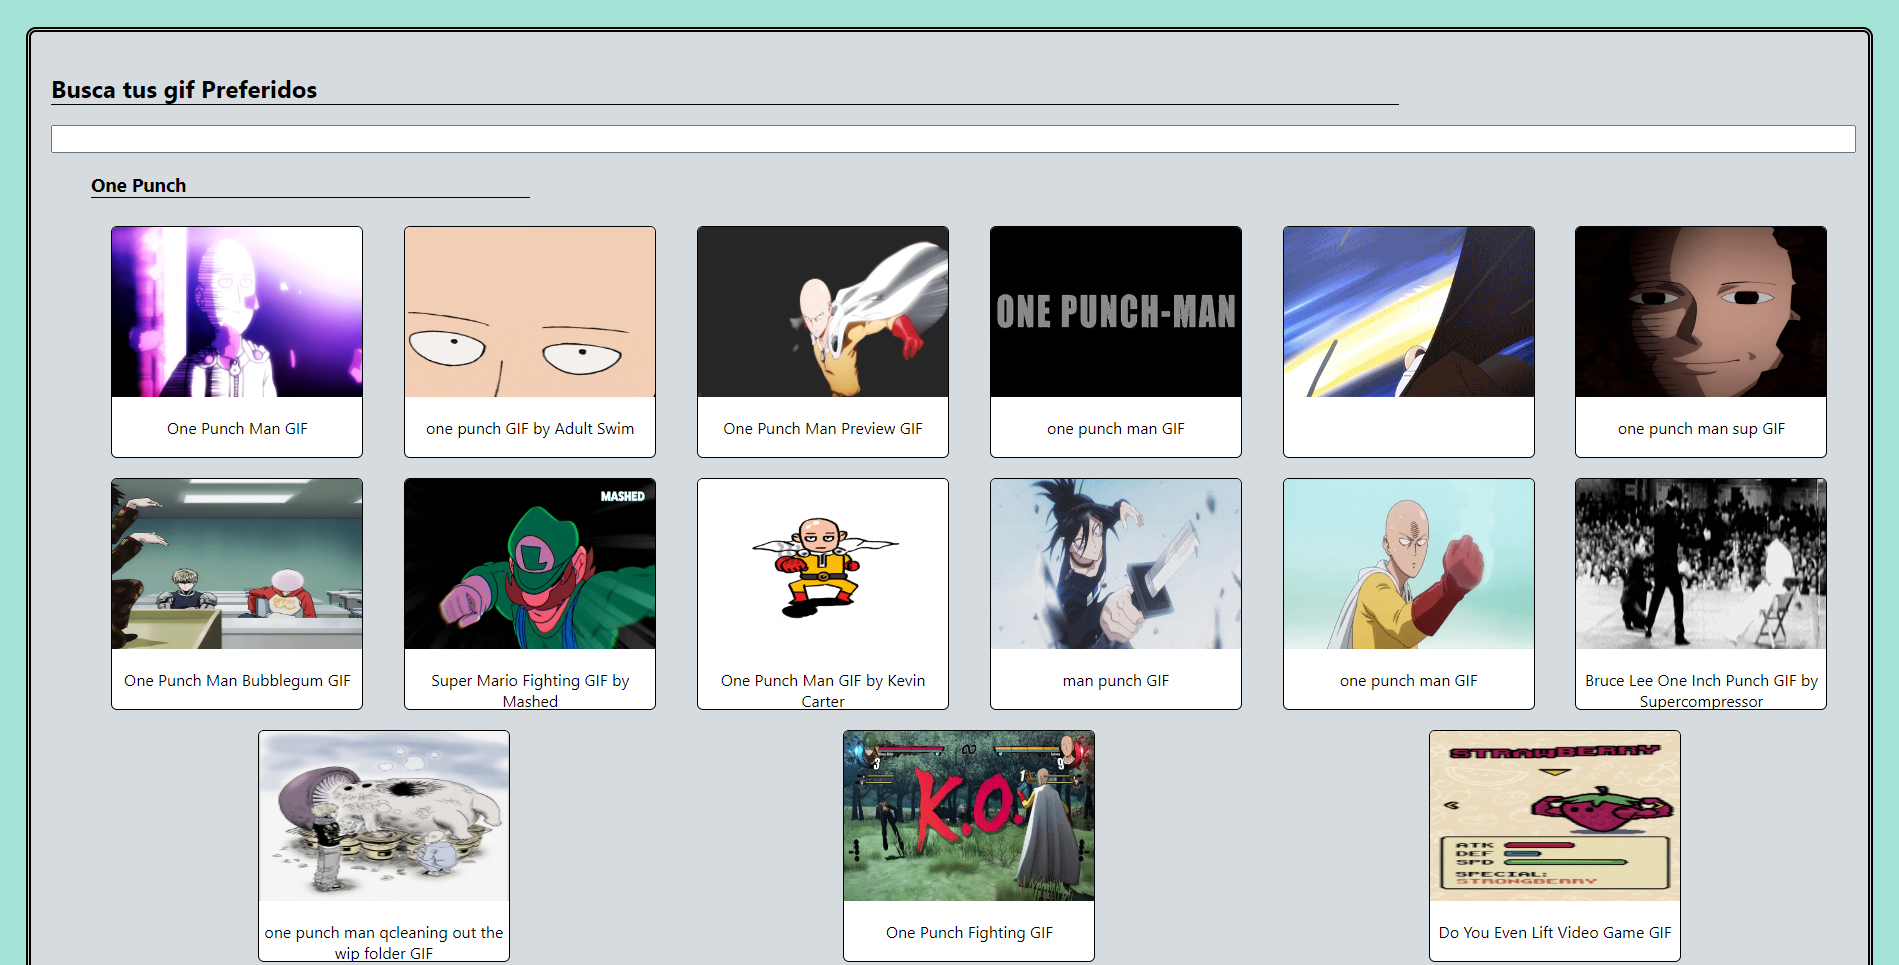 Busca tus gif Preferidos
One Punch
ONE PUNCH-MAN
One Punch Man GIF
one punch GIF by Adult Swim
One Punch Man Preview GIF
one punch man GIF
one punch man sup GIF
MASHED
L
One Punch Man Bubblegum GIF
Super Mario Fighting GIF by
Mashed
One Punch Man GIF by Kevin
Carter
man punch GIF
one punch man GIF
Bruce Lee One Inch Punch GIF by
Supercompressor
3
9
K.O.
STRAWBERRY
ATK
DEF
SPD
SPECIAL:
STRONGBERRY
one punch man qcleaning out the
wip folder GIF
One Punch Fighting GIF
Do You Even Lift Video Game GIF